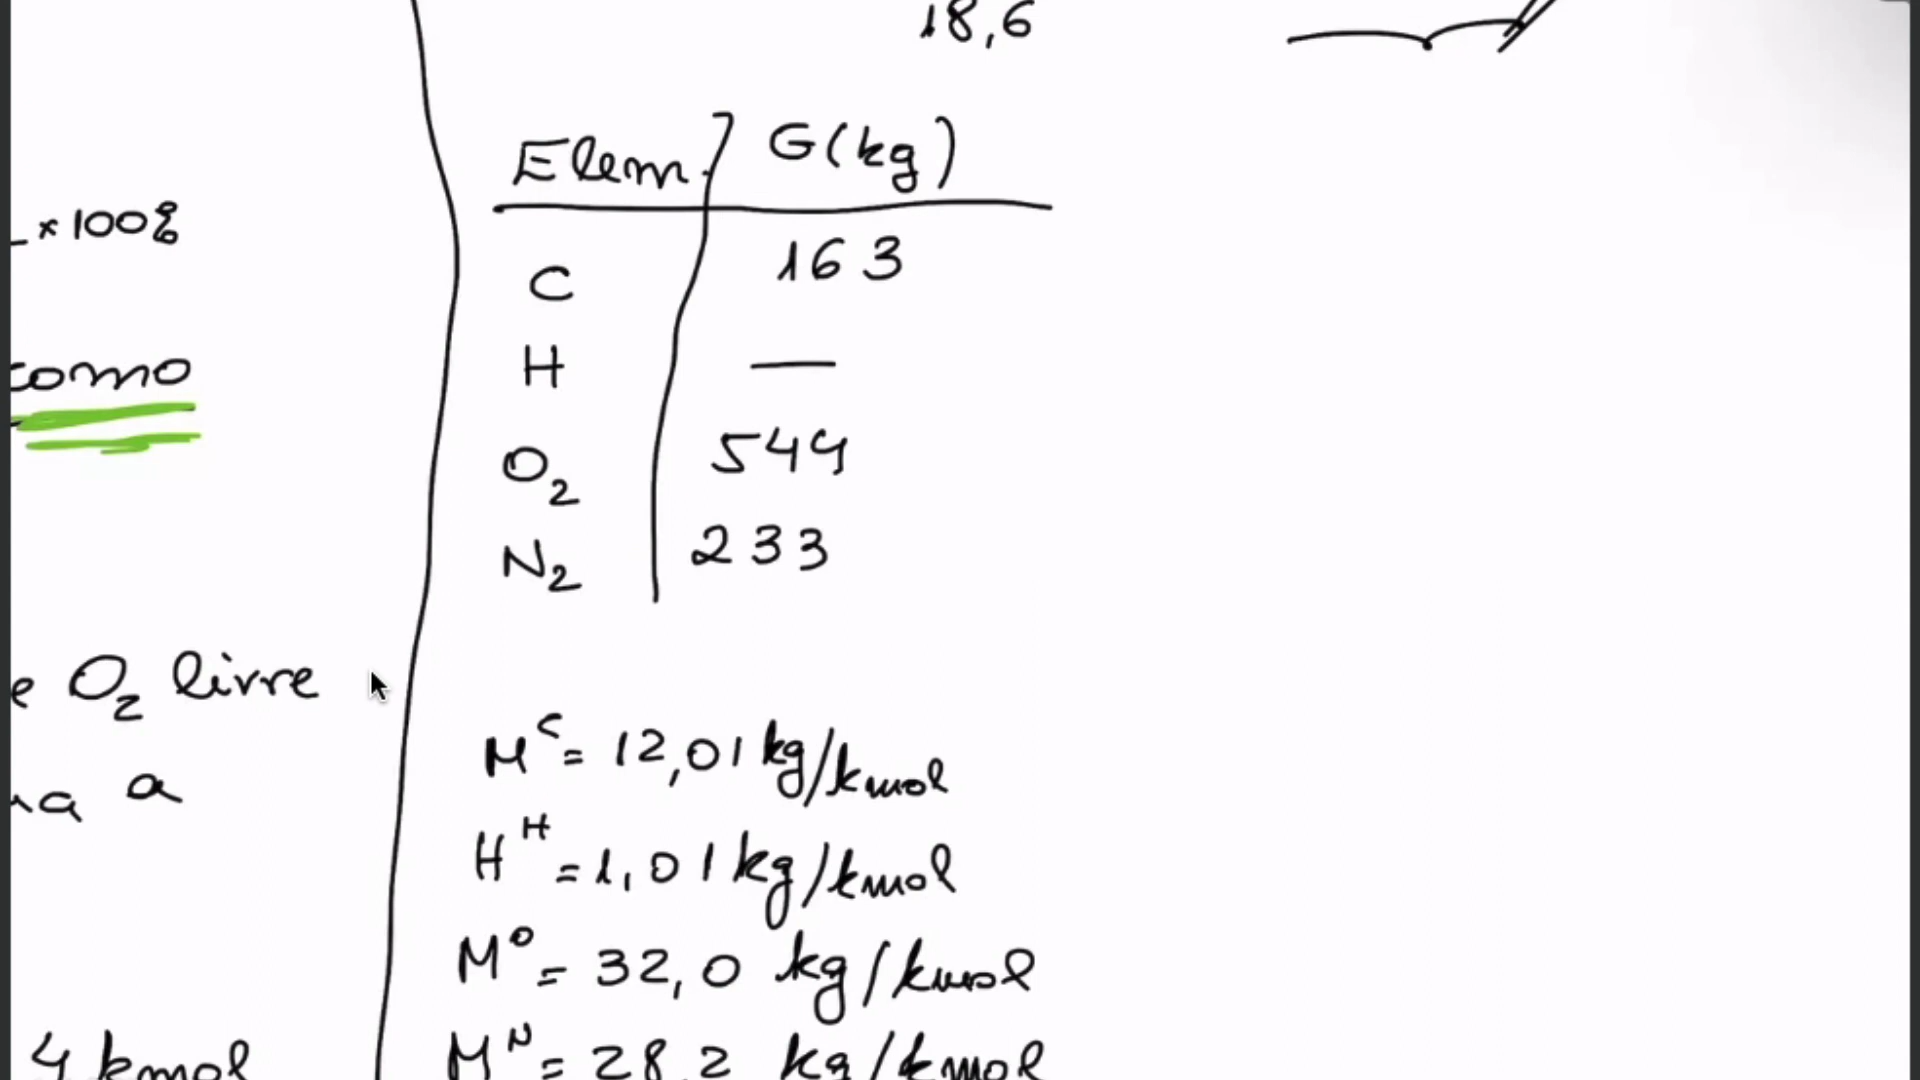 18,6
Elem. G(kg)
C 163
H —
O₂ 544
N₂ 233
M^C = 12,01 kg/kmol
H^H = 1,01 kg/kmol
M^O = 32,0 kg/kmol
M^N = 28,2 kg/kmol
×100%
como
e O₂ livre
a
4 kmol